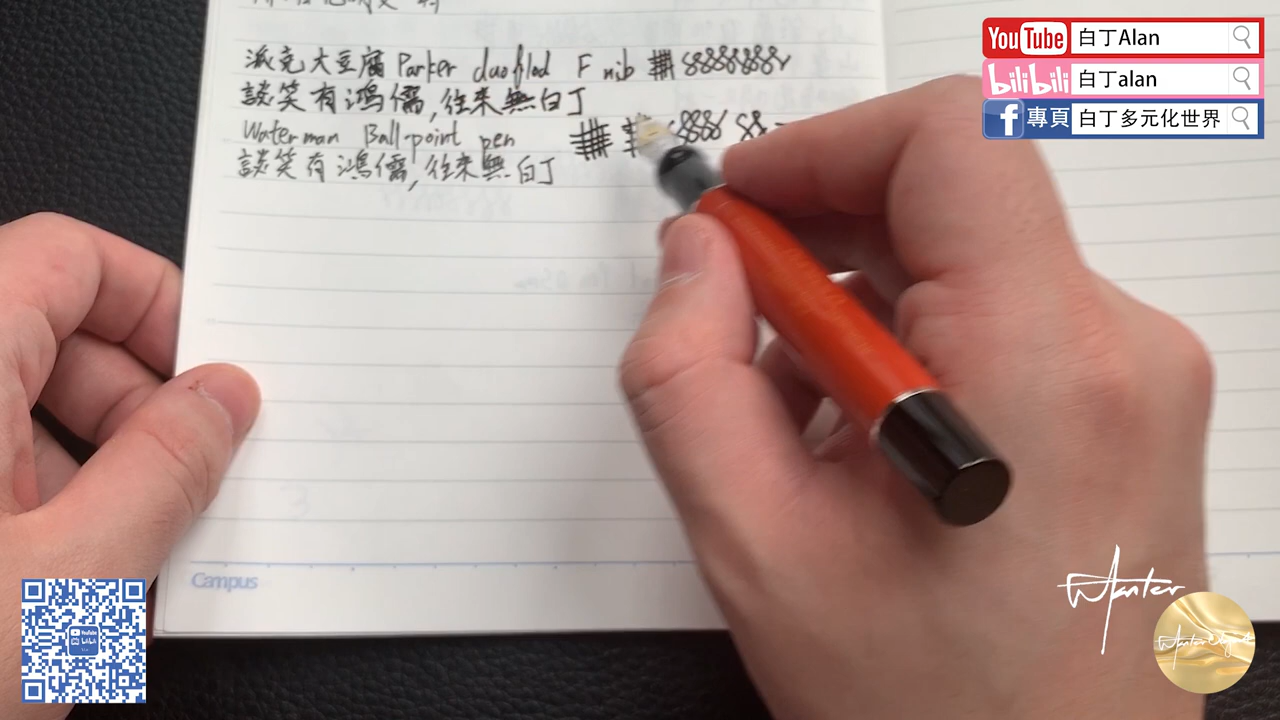 派克大豆腐 Parker duofold F nib
談笑有鴻儒,往來無白丁
Waterman Ball-point pen
談笑有鴻儒,往來無白丁
Campus
YouTube 白丁Alan
bilibili 白丁alan
f 專頁 白丁多元化世界